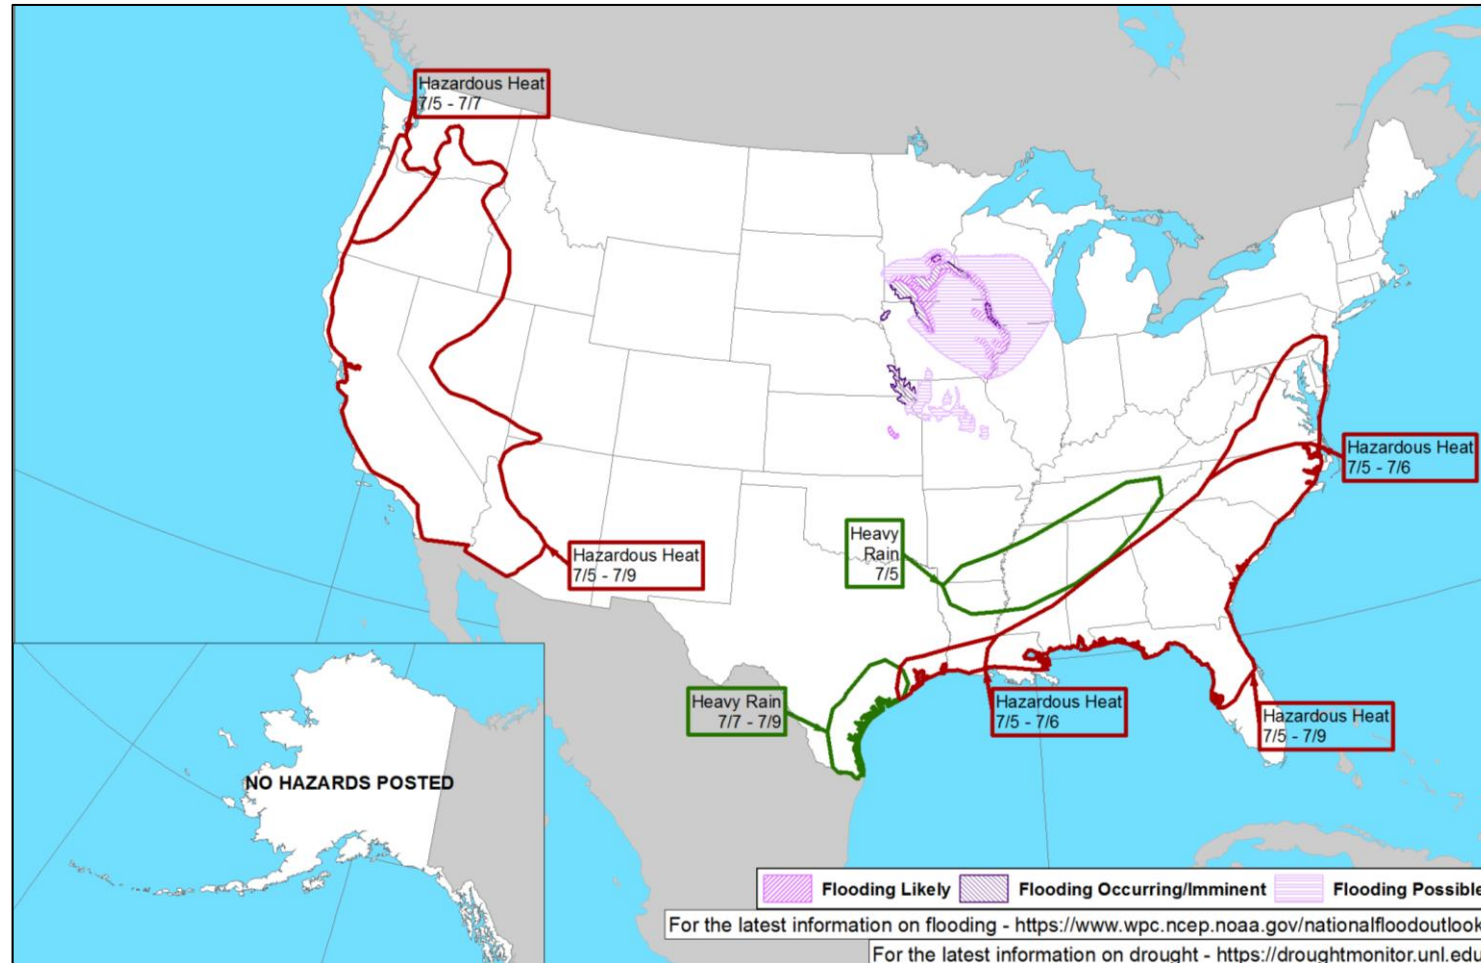 Hazardous Heat
7/5 - 7/7
Hazardous Heat
7/5 - 7/6
Heavy
Rain
7/5
Hazardous Heat
7/5 - 7/9
Heavy Rain
7/7 - 7/9
Hazardous Heat
7/5 - 7/6
Hazardous Heat
7/5 - 7/9
NO HAZARDS POSTED
Flooding Likely Flooding Occurring/Imminent Flooding Possible
For the latest information on flooding - https://www.wpc.ncep.noaa.gov/nationalfloodoutlook
For the latest information on drought - https://droughtmonitor.unl.edu